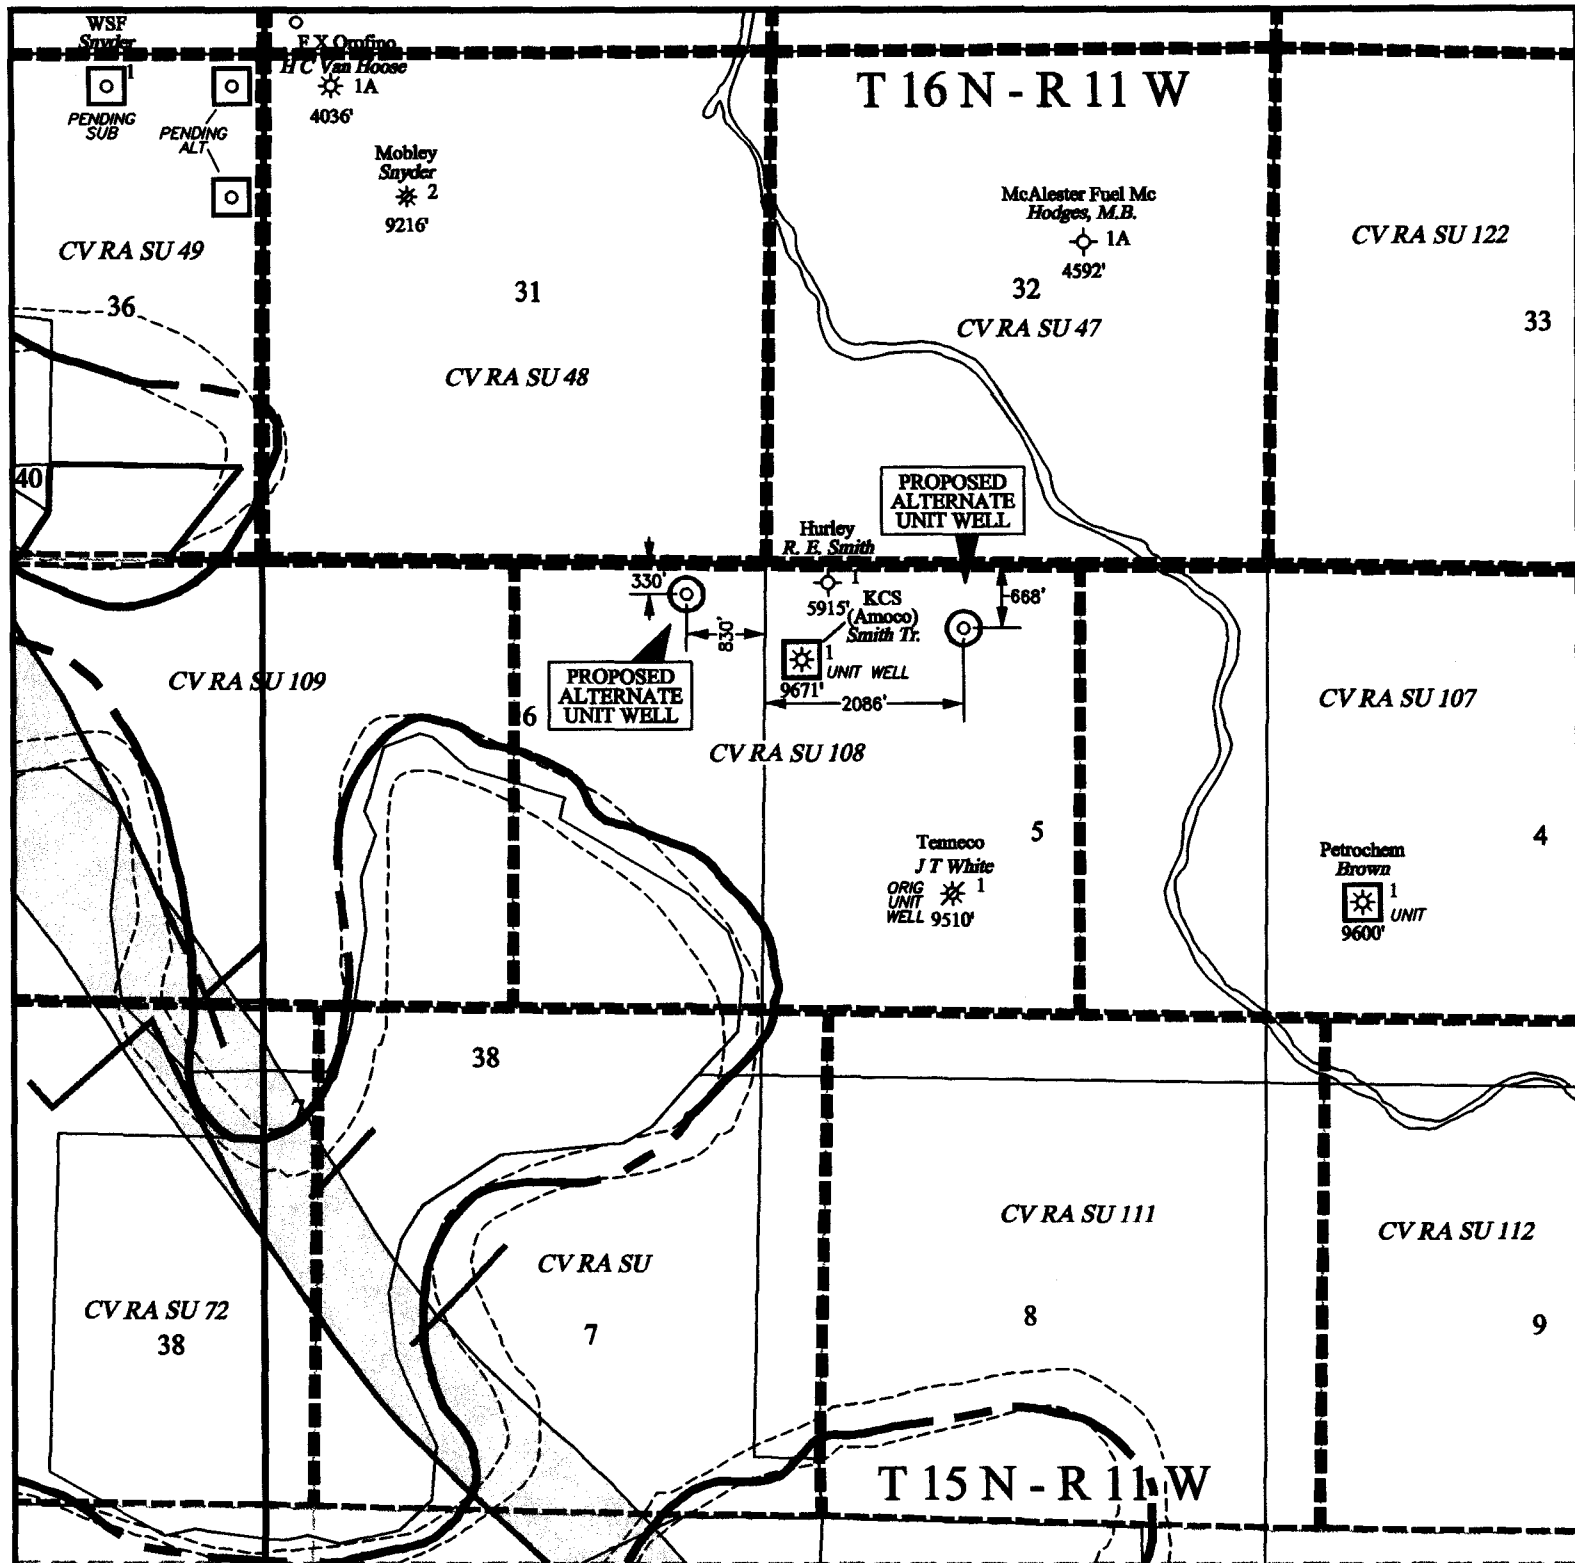 WSF
Snyder
1
PENDING
SUB
PENDING
ALT.
F X Orofino
H C Van Hoose
1A
4036'
T 16 N - R 11 W
Mobley
Snyder
2
9216'
McAlester Fuel Mc
Hodges, M.B.
1A
4592'
CV RA SU 49
CV RA SU 122
36
31
32
33
CV RA SU 47
CV RA SU 48
40
PROPOSED
ALTERNATE
UNIT WELL
Hurley
R. E. Smith
1
5915'
330'
830'
668'
KCS
(Amoco)
Smith Tr.
1
UNIT WELL
9671'
2086'
PROPOSED
ALTERNATE
UNIT WELL
CV RA SU 109
6
CV RA SU 107
CV RA SU 108
5
4
Tenneco
J T White
1
ORIG
UNIT
WELL
9510'
Petrochem
Brown
1
UNIT
9600'
38
7
CV RA SU 111
CV RA SU 112
CV RA SU
CV RA SU 72
38
7
8
9
T 15 N - R 11 W